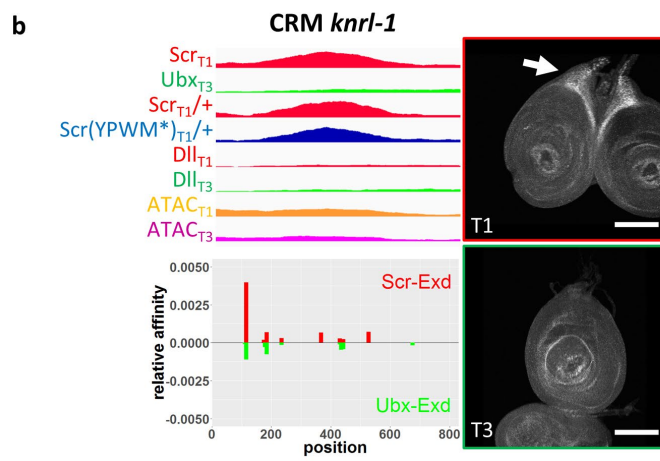 b
CRM knrl-1
ScrT1
UbxT3
ScrT1/+
Scr(YPWM*)T1/+
DllT1
DllT3
ATACT1
ATACT3
T1
0.0050
0.0025
0.0000
-0.0025
-0.0050
relative affinity
Scr-Exd
Ubx-Exd
0 200 400 600 800
position
T3